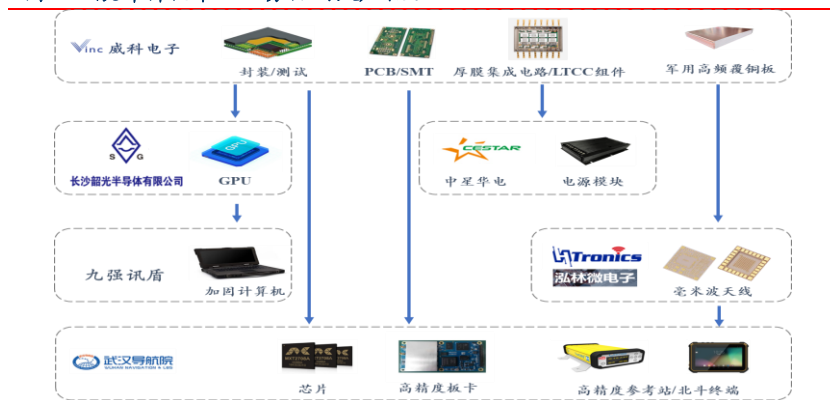 Vinc 威科电子
封装/测试
PCB/SMT
厚膜集成电路/LTCC组件
军用高频覆铜板
S G
长沙韶光半导体有限公司
GPU
GPU
CESTAR
中星华电
电源模块
九强讯盾
加固计算机
Tronics
泓林微电子
毫米波天线
武汉导航院
WUHAN NAVIGATION & LBS
芯片
高精度板卡
高精度参考站/北斗终端